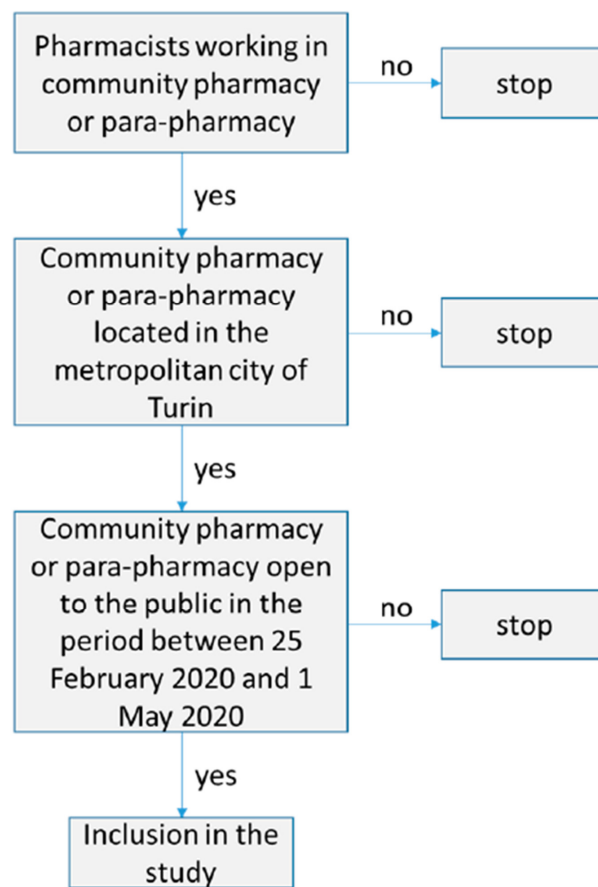 Pharmacists working in
community pharmacy
or para-pharmacy
no
stop
yes
Community pharmacy
or para-pharmacy
located in the
metropolitan city of
Turin
no
stop
yes
Community pharmacy
or para-pharmacy open
to the public in the
period between 25
February 2020 and 1
May 2020
no
stop
yes
Inclusion in the
study